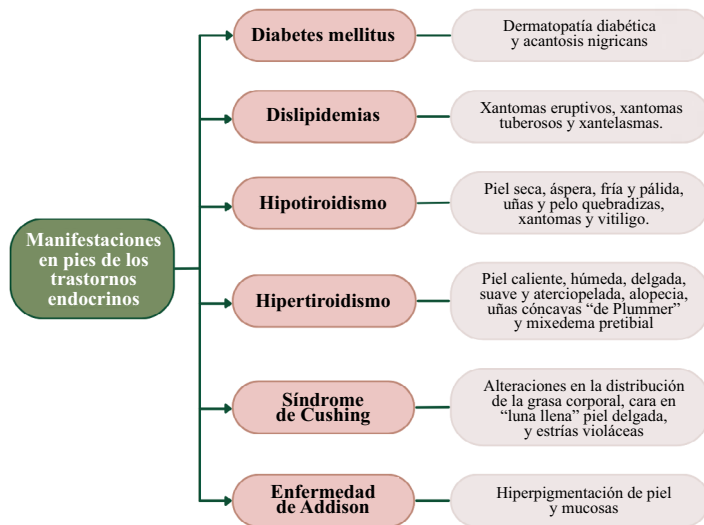 Manifestaciones
en pies de los
trastornos
endocrinos
Diabetes mellitus
Dermatopatía diabética
y acantosis nigricans
Dislipidemias
Xantomas eruptivos, xantomas
tuberosos y xantelasmas.
Hipotiroidismo
Piel seca, áspera, fría y pálida,
uñas y pelo quebradizas,
xantomas y vitiligo.
Hipertiroidismo
Piel caliente, húmeda, delgada,
suave y aterciopelada, alopecia,
uñas cóncavas “de Plummer”
y mixedema pretibial
Síndrome
de Cushing
Alteraciones en la distribución
de la grasa corporal, cara en
“luna llena” piel delgada,
y estrías violáceas
Enfermedad
de Addison
Hiperpigmentación de piel
y mucosas